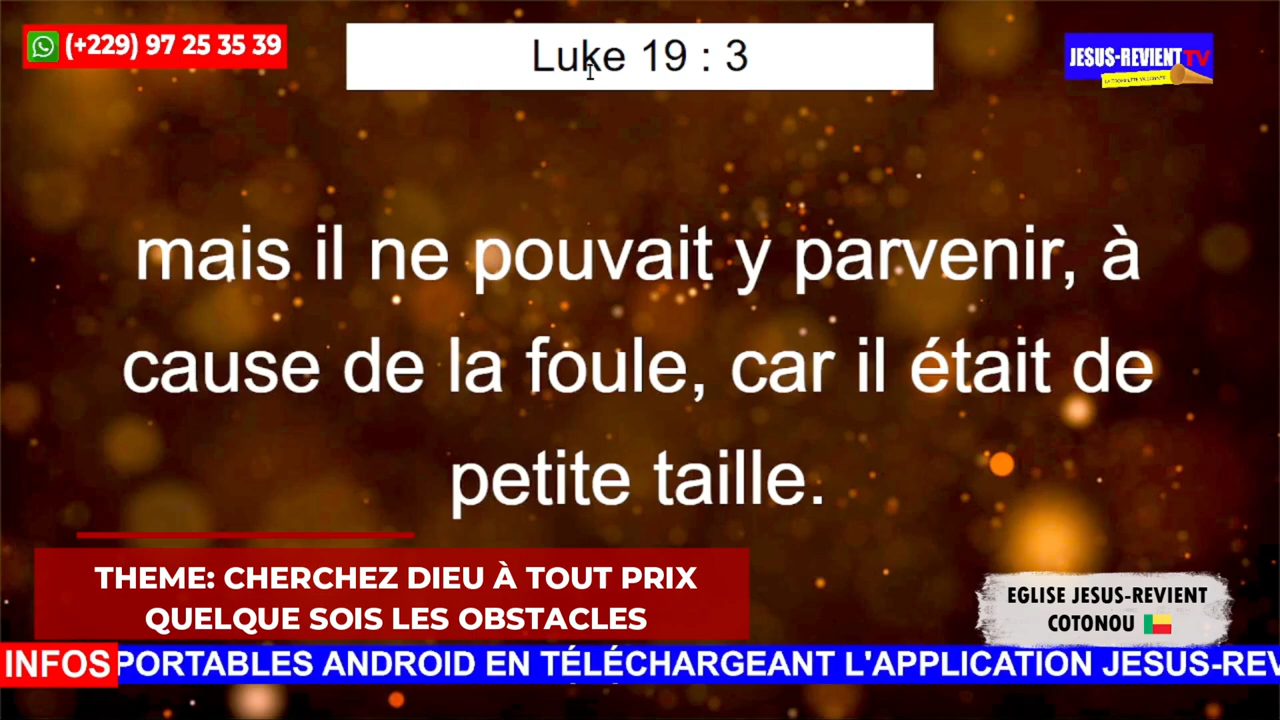 (+229) 97 25 35 39
Luke 19 : 3
JESUS-REVIENT TV
mais il ne pouvait y parvenir, à
cause de la foule, car il était de
petite taille.
THEME: CHERCHEZ DIEU À TOUT PRIX
QUELQUE SOIS LES OBSTACLES
EGLISE JESUS-REVIENT
COTONOU
INFOS PORTABLES ANDROID EN TÉLÉCHARGEANT L'APPLICATION JESUS-REV